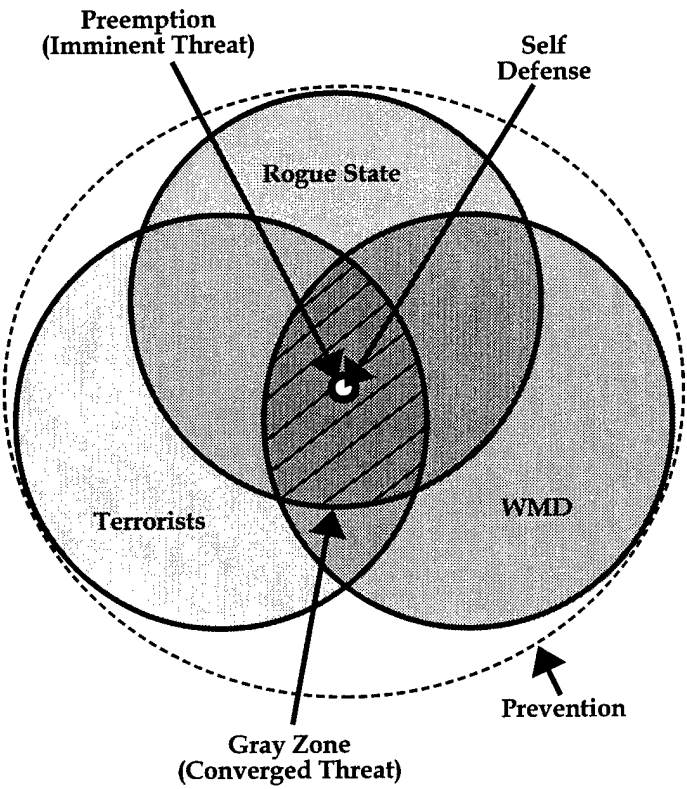 Preemption
(Imminent Threat)
Self
Defense
Rogue State
Terrorists
WMD
Prevention
Gray Zone
(Converged Threat)